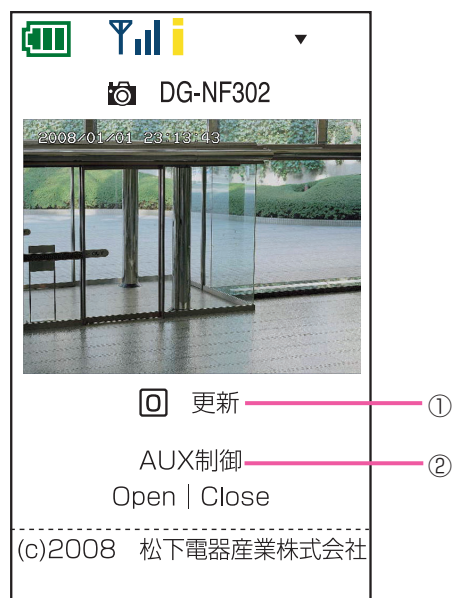 DG-NF302
2008/01/01 23:13:43
0 更新
①
AUX制御
②
Open | Close
(c)2008 松下電器産業株式会社